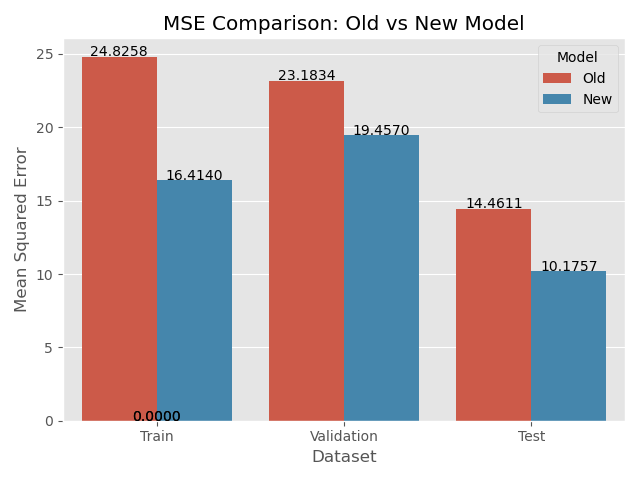 MSE Comparison: Old vs New Model
Mean Squared Error
25
20
15
10
5
0
24.8258
16.4140
0.0000
23.1834
19.4570
14.4611
10.1757
Model
Old
New
Train
Validation
Test
Dataset